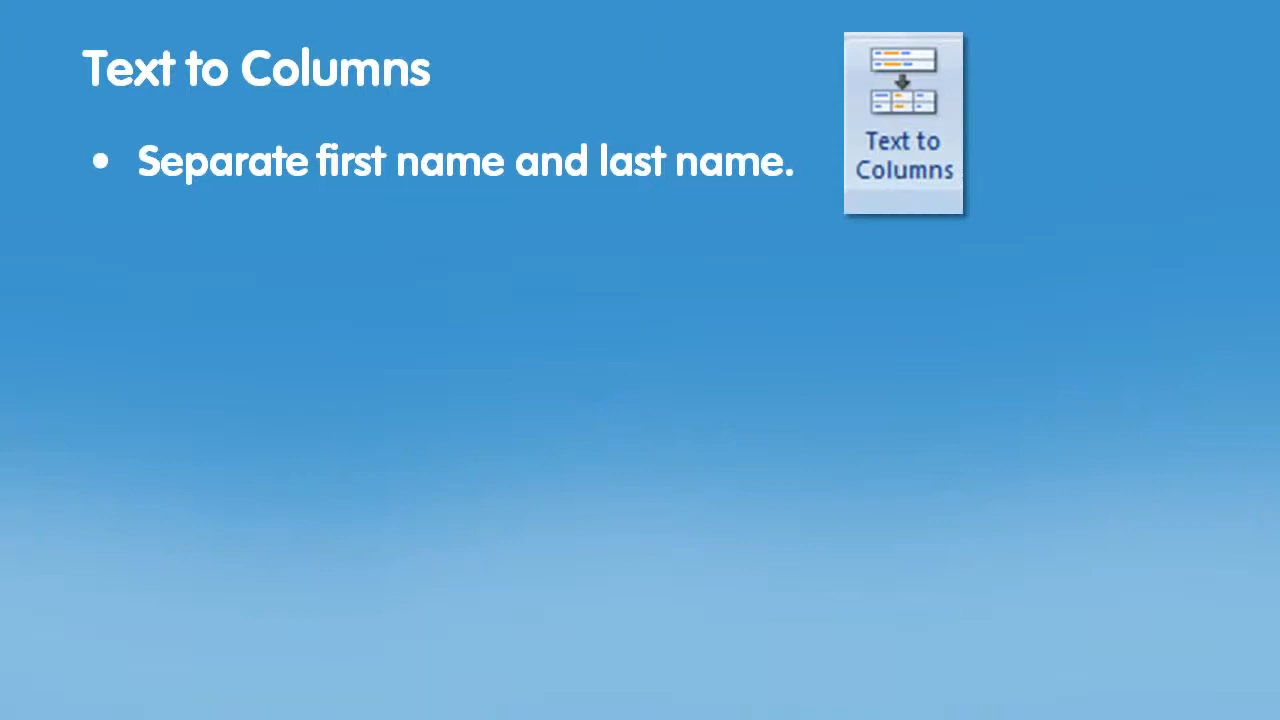 Text to Columns
• Separate first name and last name.
Text to
Columns